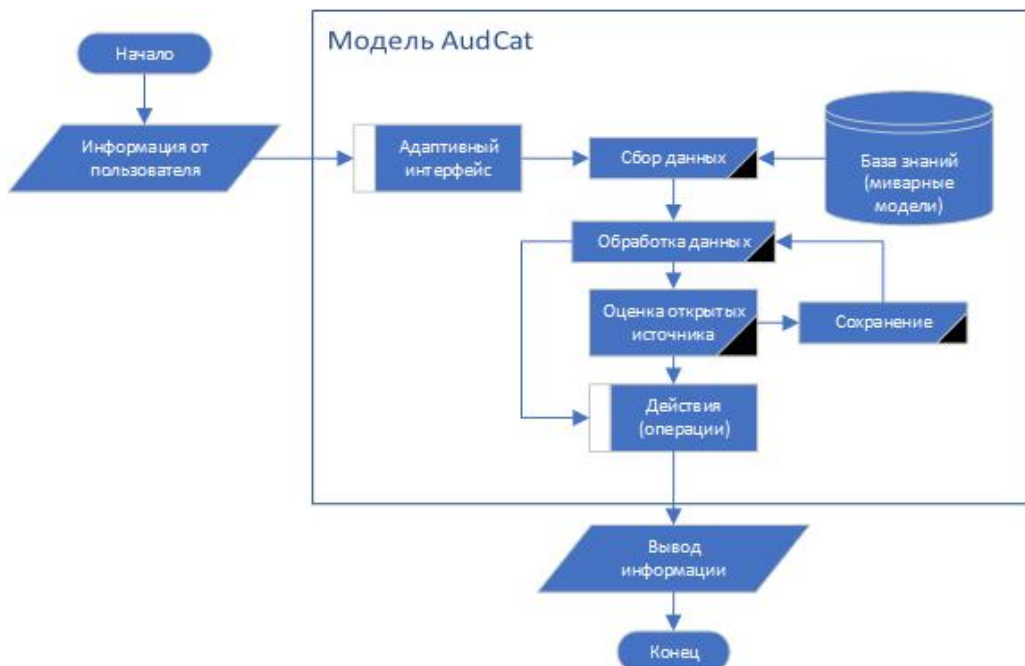 Модель AudCat
Начало
Информация от
пользователя
Адаптивный
интерфейс
Сбор данных
База знаний
(миварные
модели)
Обработка данных
Оценка открытых
источника
Сохранение
Действия
(операции)
Вывод
информации
Конец